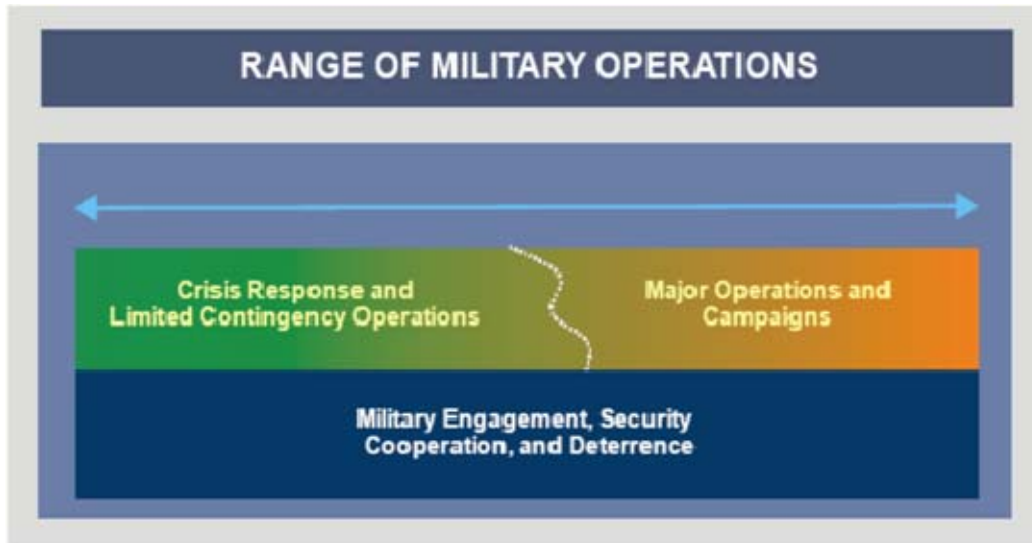 RANGE OF MILITARY OPERATIONS
Crisis Response and
Limited Contingency Operations
Major Operations and
Campaigns
Military Engagement, Security
Cooperation, and Deterrence